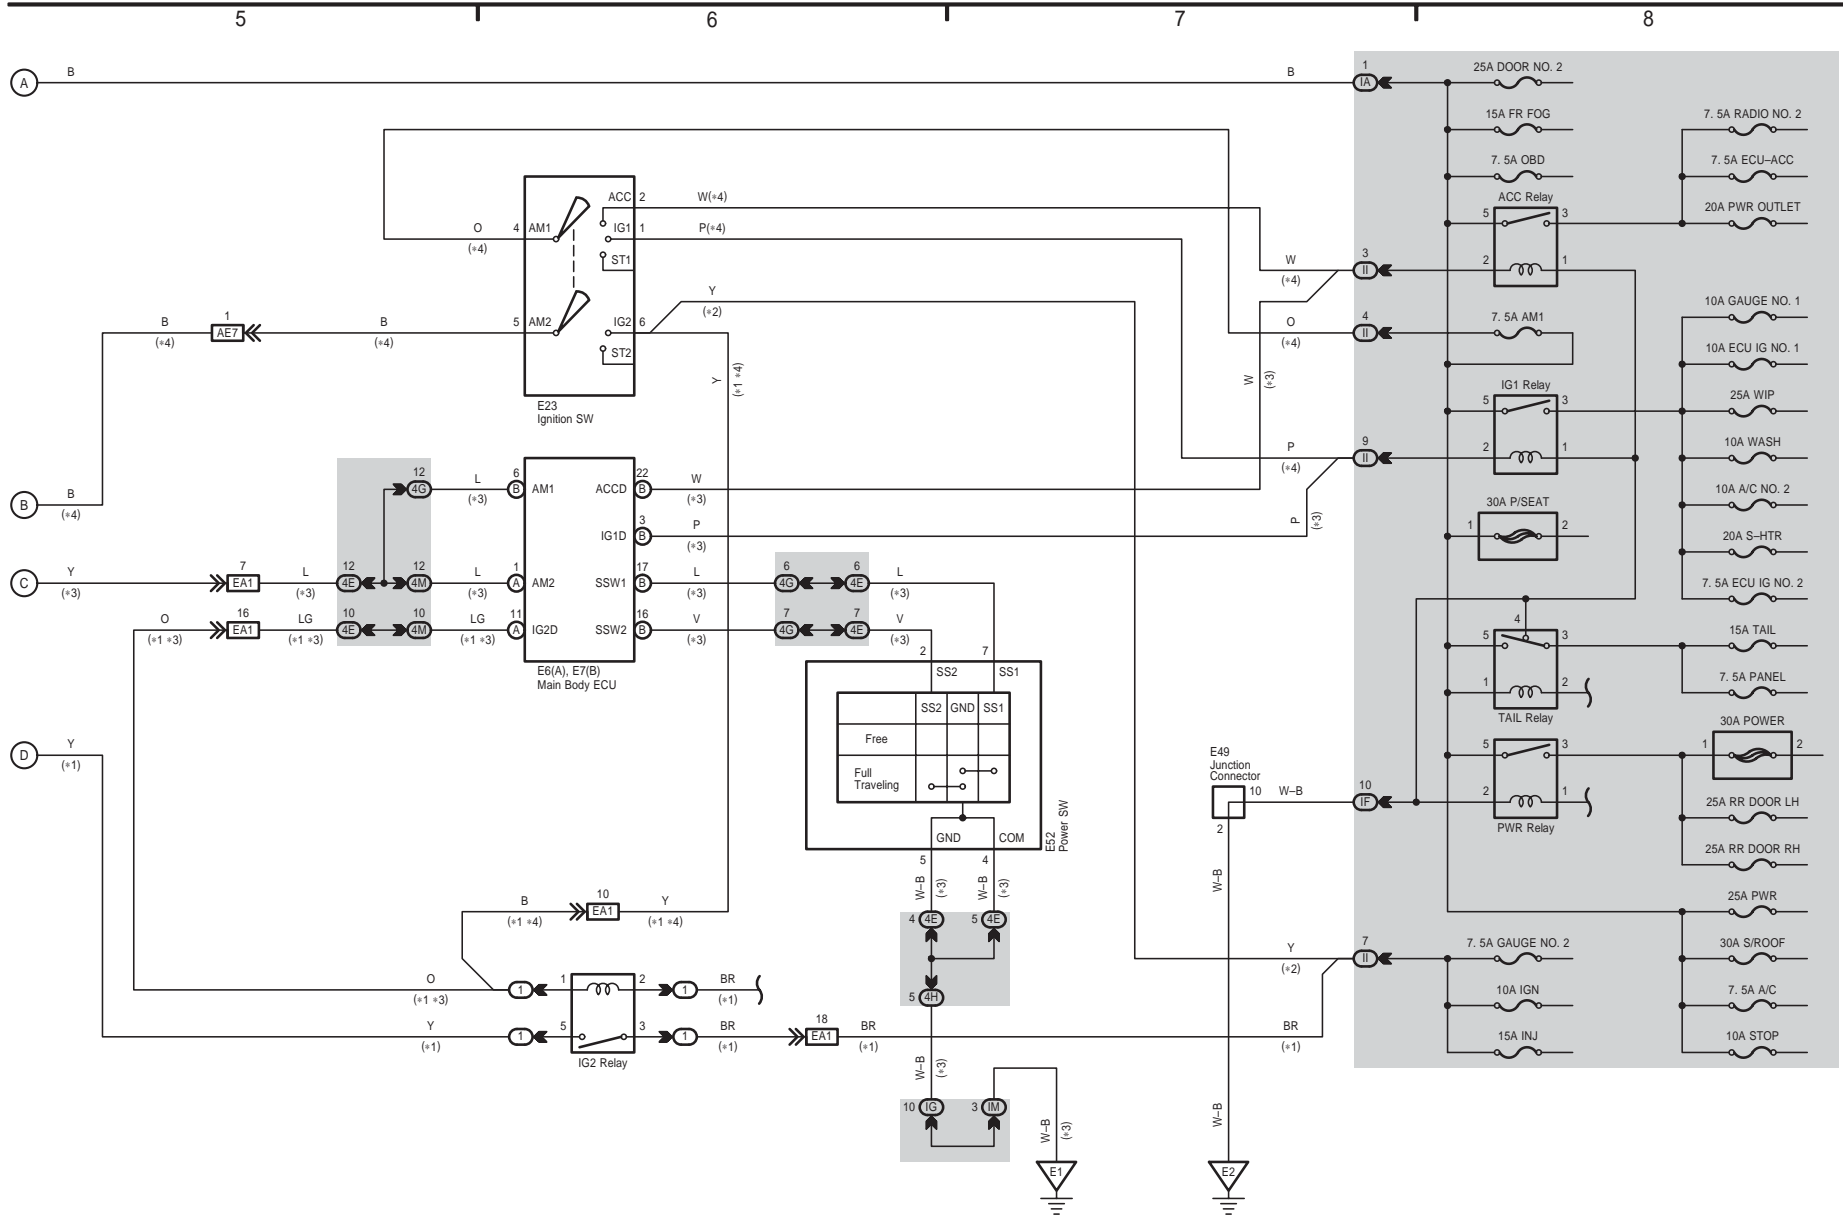 5 6 7 8
A B B 1 IA
25A DOOR NO. 2
15A FR FOG
7. 5A RADIO NO. 2
7. 5A OBD
7. 5A ECU–ACC
ACC Relay
20A PWR OUTLET
5 3
2 1
ACC 2 W(∗4)
O (∗4) 4 AM1 IG1 1 P(∗4)
ST1
W (∗4) 3 II
Y (∗2)
10A GAUGE NO. 1
B (∗4) 1 AE7 B (∗4) 5 AM2 IG2 6
ST2
O (∗4) 4 II
7. 5A AM1
10A ECU IG NO. 1
Y (∗1 ∗4)
W (∗3)
IG1 Relay
5 3
2 1
25A WIP
E23
Ignition SW
P (∗4) 9 II
10A WASH
B B (∗4)
12 4G L (∗3) 6 B AM1 ACCD 22 B W (∗3)
10A A/C NO. 2
30A P/SEAT
1 2
IG1D 3 B P (∗3)
P (∗3)
20A S–HTR
C Y (∗3) 7 EA1 L (∗3) 12 4E 12 4M L (∗3) 1 A AM2 SSW1 17 B L (∗3) 6 4G 6 4E L (∗3)
7. 5A ECU IG NO. 2
O (∗1 ∗3) 16 EA1 LG (∗1 ∗3) 10 4E 10 4M LG (∗1 ∗3) 11 A IG2D SSW2 16 B V (∗3) 7 4G 7 4E V (∗3)
4
5 3
1 2
TAIL Relay
15A TAIL
7. 5A PANEL
E6(A), E7(B)
Main Body ECU
2 7
SS2 SS1
SS2 GND SS1
Free
Full
Traveling
GND COM
5 4
E52
Power SW
D Y (∗1)
E49
Junction
Connector
10 W–B 10 IF
2
5 3
2 1
PWR Relay
30A POWER
1 2
25A RR DOOR LH
25A RR DOOR RH
W–B (∗3) W–B (∗3)
W–B
B (∗1 ∗4) 10 EA1 Y (∗1 ∗4)
4 4E 5 4E
25A PWR
Y (∗2) 7 II
7. 5A GAUGE NO. 2
30A S/ROOF
O (∗1 ∗3) 1 1 2 1 BR (∗1)
5 4H
10A IGN
7. 5A A/C
Y (∗1) 1 5 3 1 BR (∗1) 18 EA1 BR (∗1) BR (∗1)
15A INJ
10A STOP
IG2 Relay
W–B (∗3)
10 IG 3 IM
W–B (∗3)
W–B
E1 E2